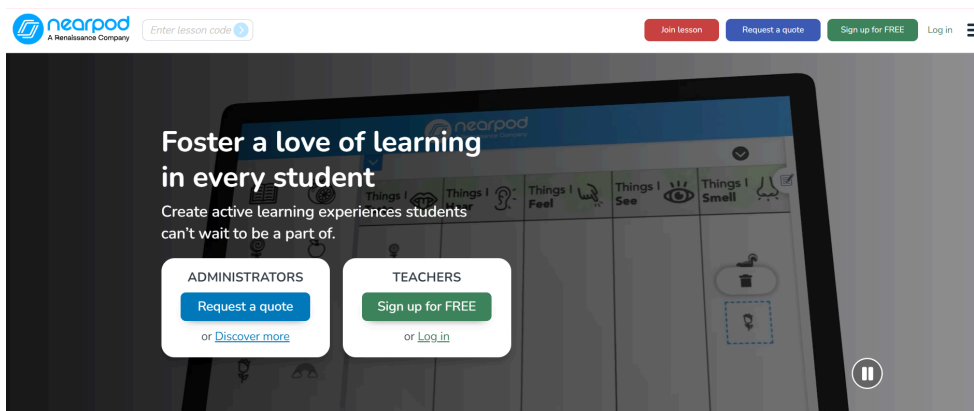 nearpod
A Renaissance Company
Enter lesson code
Join lesson
Request a quote
Sign up for FREE
Log in
nearpod
Foster a love of learning
in every student
Create active learning experiences students
can't wait to be a part of.
Things I
Things I
Things I
Feel
Things I
See
Things I
Smell
ADMINISTRATORS
Request a quote
or Discover more
TEACHERS
Sign up for FREE
or Log in